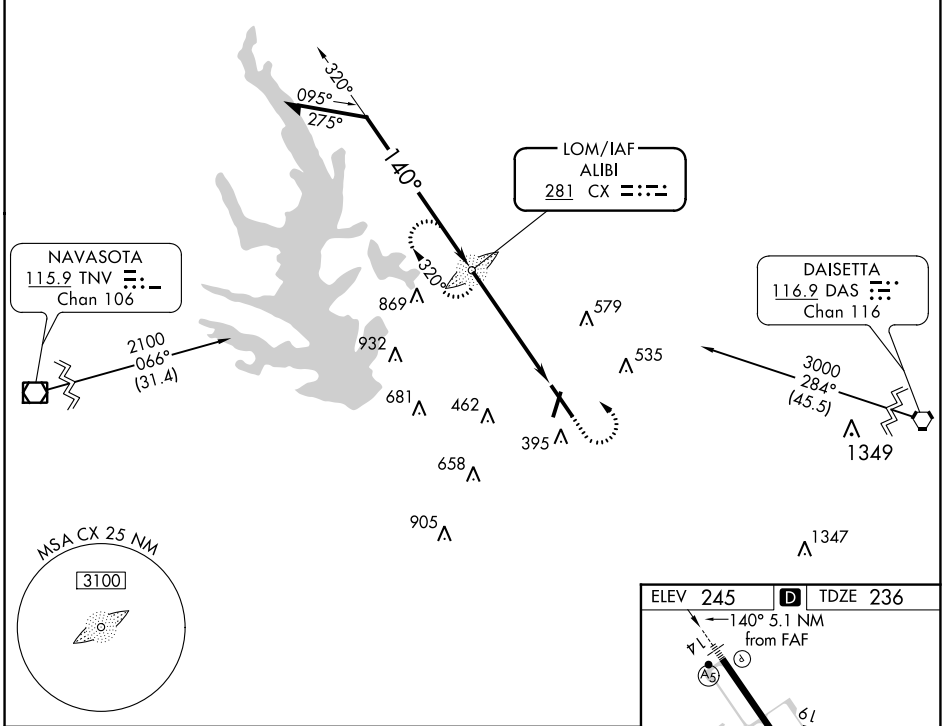 320°
095°
275°
140°
LOM/IAF
ALIBI
281 CX
NAVASOTA
115.9 TNV
Chan 106
DAISETTA
116.9 DAS
Chan 116
320°
869
579
2100
066°
(31.4)
932
535
3000
284°
(45.5)
681
462
395
1349
658
905
1347
MSA CX 25 NM
3100
ELEV 245 D TDZE 236
140° 5.1 NM
from FAF
14
P
A5
19